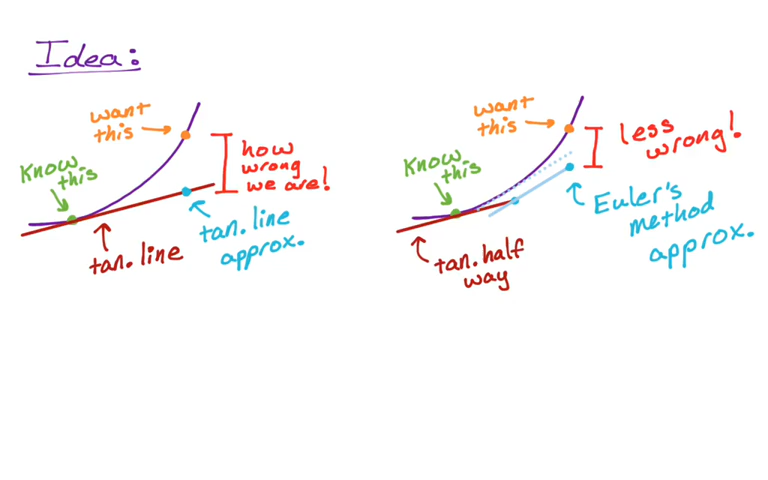 Idea:
want
this
Know
this
how
wrong
we are!
tan. line
tan. line
approx.
want
this
Know
this
less
wrong!
Euler's
method
approx.
tan. half
way